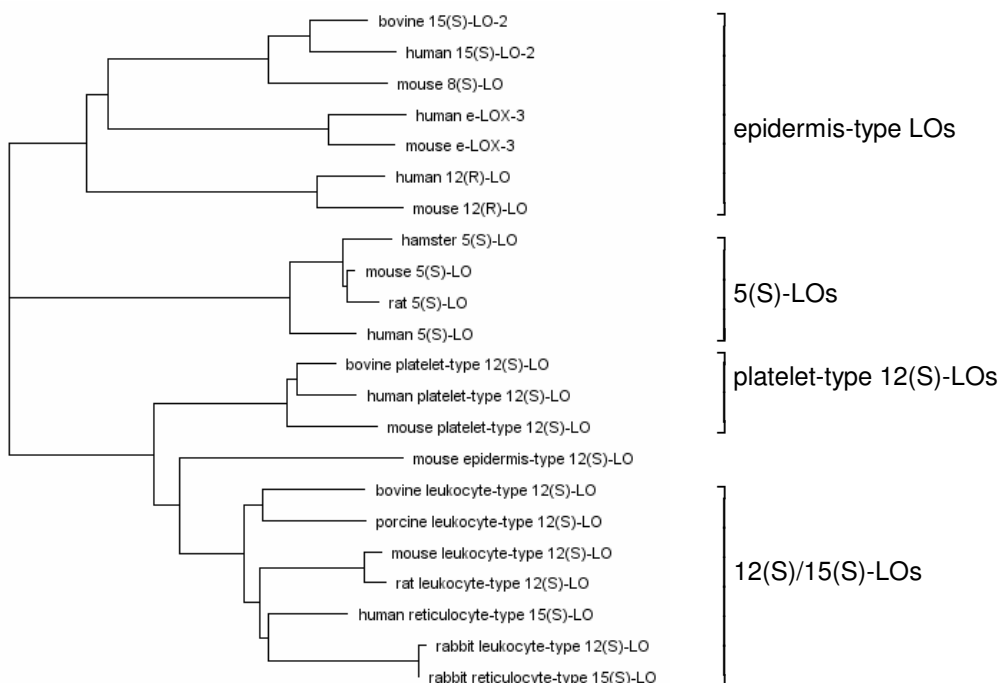 bovine 15(S)-LO-2
human 15(S)-LO-2
mouse 8(S)-LO
human e-LOX-3
mouse e-LOX-3
human 12(R)-LO
mouse 12(R)-LO
epidermis-type LOs
hamster 5(S)-LO
mouse 5(S)-LO
rat 5(S)-LO
human 5(S)-LO
5(S)-LOs
bovine platelet-type 12(S)-LO
human platelet-type 12(S)-LO
mouse platelet-type 12(S)-LO
platelet-type 12(S)-LOs
mouse epidermis-type 12(S)-LO
bovine leukocyte-type 12(S)-LO
porcine leukocyte-type 12(S)-LO
mouse leukocyte-type 12(S)-LO
rat leukocyte-type 12(S)-LO
human reticulocyte-type 15(S)-LO
rabbit leukocyte-type 12(S)-LO
rabbit reticulocyte-type 15(S)-LO
12(S)/15(S)-LOs